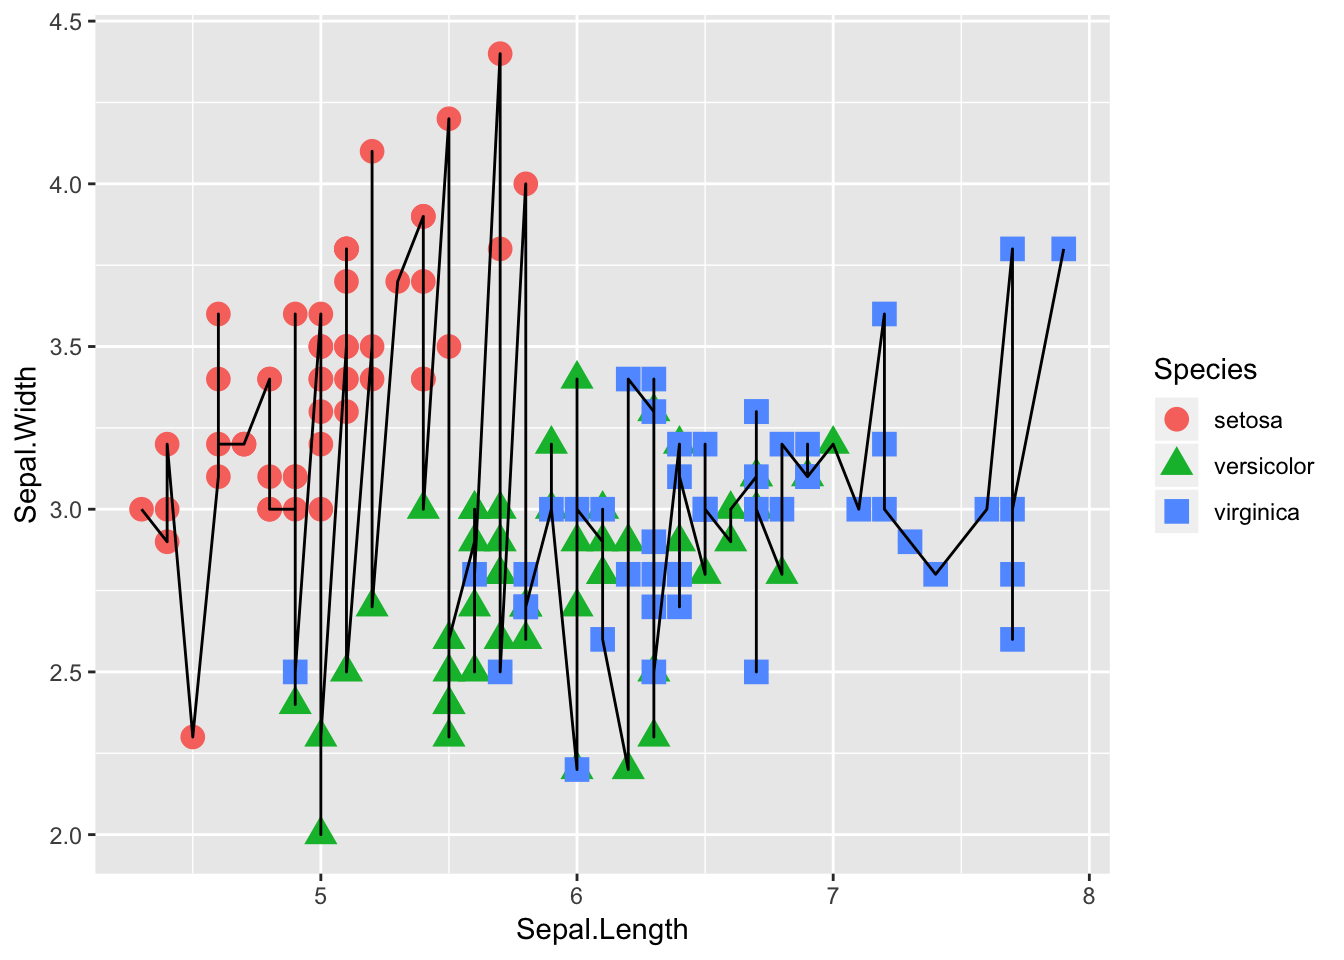 4.5
4.0
3.5
3.0
2.5
2.0
Sepal.Width
5 6 7 8
Sepal.Length
Species
setosa
versicolor
virginica